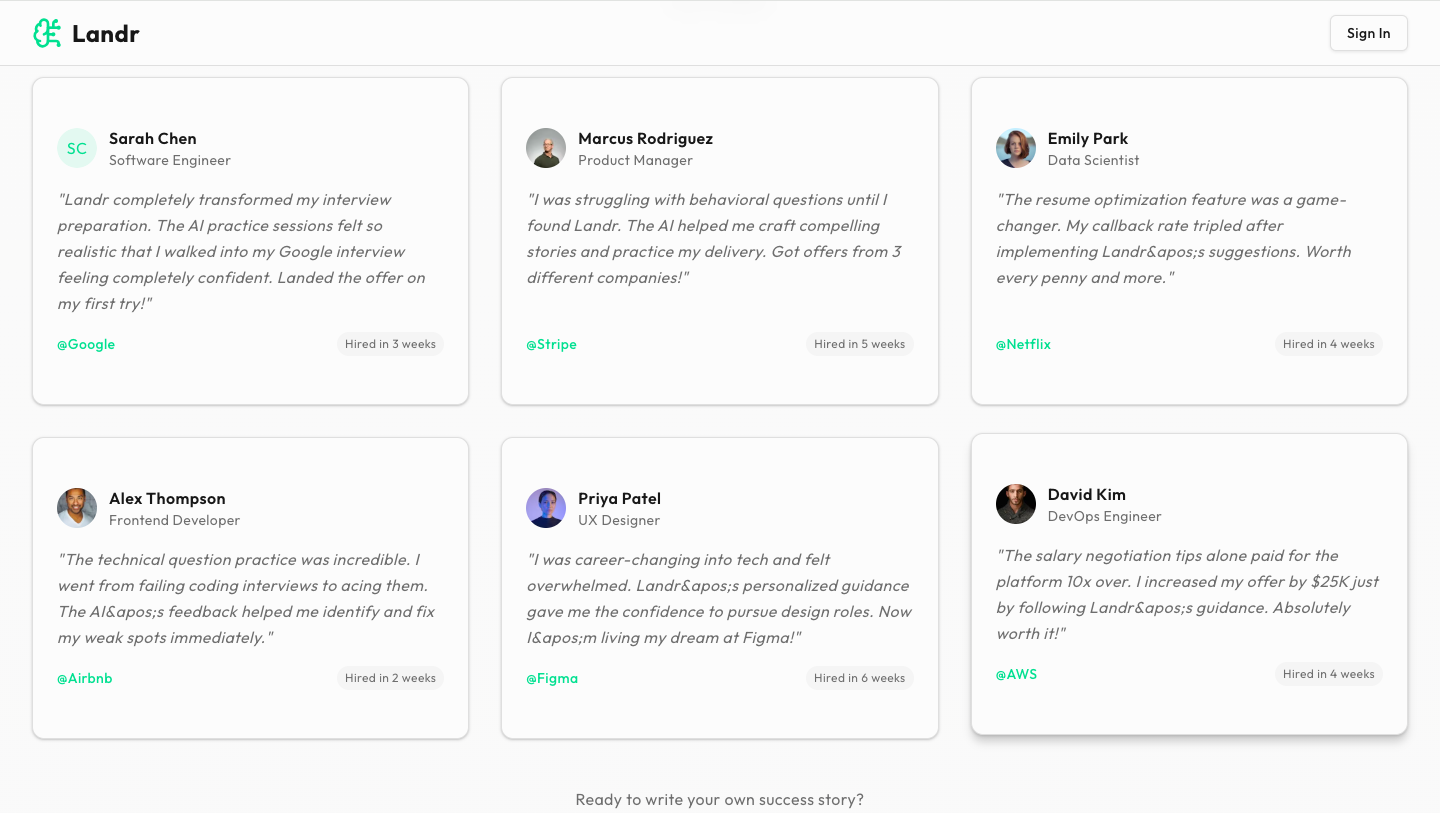 Landr
Sign In
SC
Sarah Chen
Software Engineer
"Landr completely transformed my interview
preparation. The AI practice sessions felt so
realistic that I walked into my Google interview
feeling completely confident. Landed the offer on
my first try!"
@Google
Hired in 3 weeks
Marcus Rodriguez
Product Manager
"I was struggling with behavioral questions until I
found Landr. The AI helped me craft compelling
stories and practice my delivery. Got offers from 3
different companies!"
@Stripe
Hired in 5 weeks
Emily Park
Data Scientist
"The resume optimization feature was a game-
changer. My callback rate tripled after
implementing Landr&apos;s suggestions. Worth
every penny and more."
@Netflix
Hired in 4 weeks
Alex Thompson
Frontend Developer
"The technical question practice was incredible. I
went from failing coding interviews to acing them.
The AI&apos;s feedback helped me identify and fix
my weak spots immediately."
@Airbnb
Hired in 2 weeks
Priya Patel
UX Designer
"I was career-changing into tech and felt
overwhelmed. Landr&apos;s personalized guidance
gave me the confidence to pursue design roles. Now
I&apos;m living my dream at Figma!"
@Figma
Hired in 6 weeks
David Kim
DevOps Engineer
"The salary negotiation tips alone paid for the
platform 10x over. I increased my offer by $25K just
by following Landr&apos;s guidance. Absolutely
worth it!"
@AWS
Hired in 4 weeks
Ready to write your own success story?